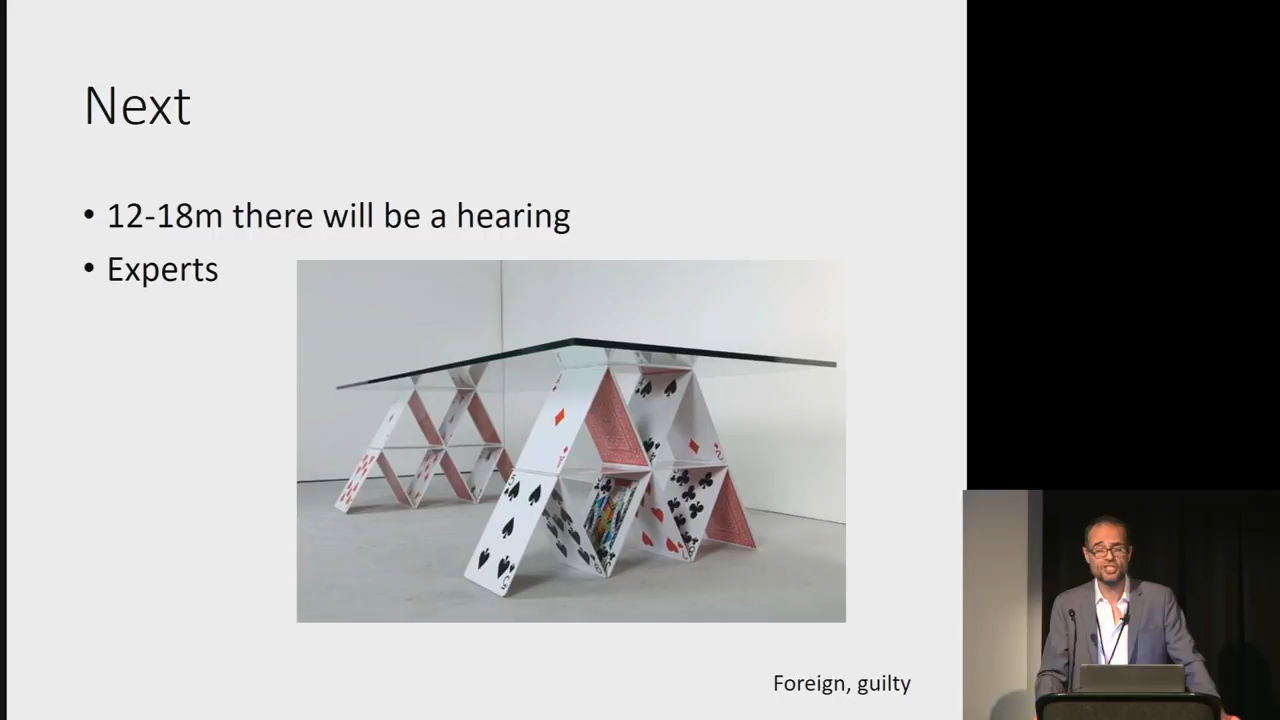 Next
• 12-18m there will be a hearing
• Experts
Foreign, guilty